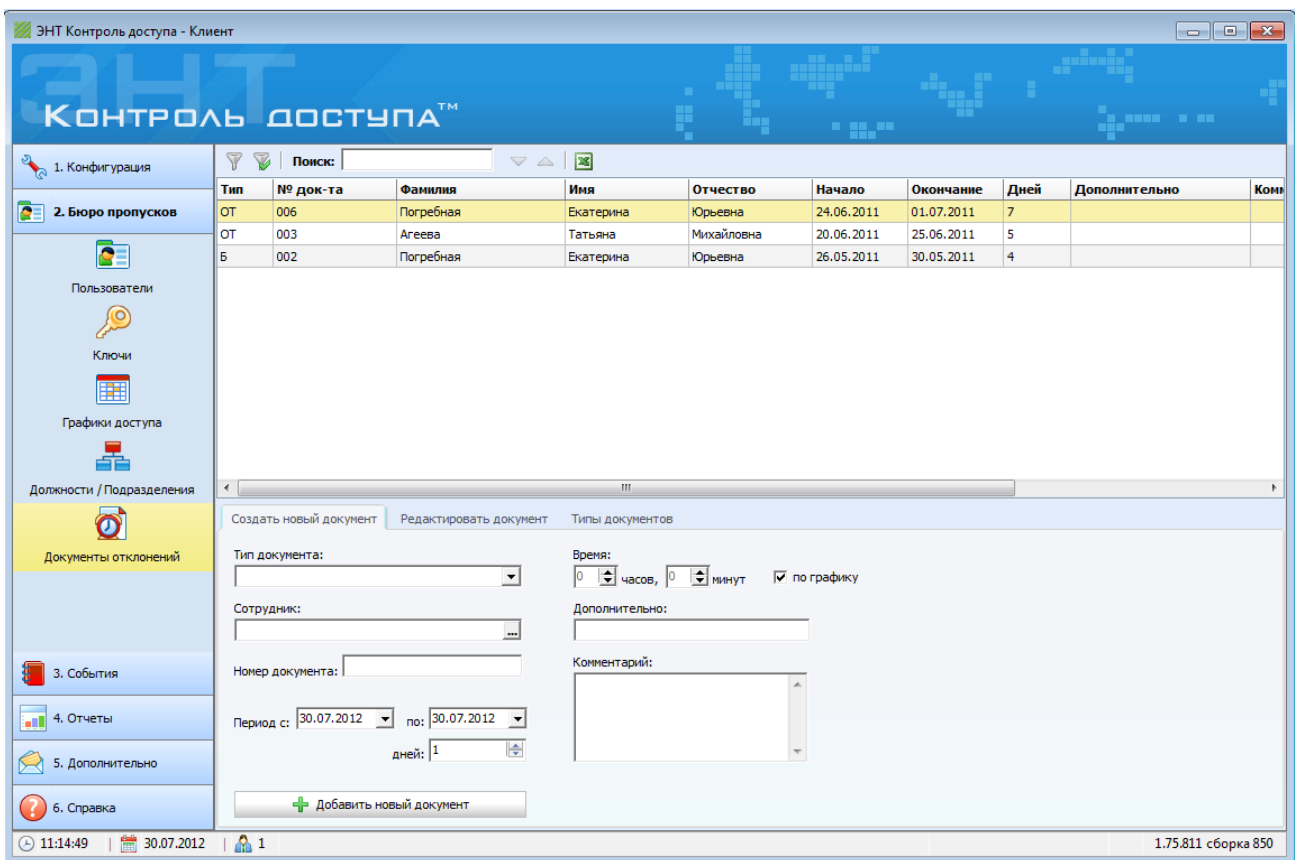 ЭНТ Контроль доступа - Клиент
ЭНТ
Контроль доступа™
1. Конфигурация
2. Бюро пропусков
Пользователи
Ключи
Графики доступа
Должности / Подразделения
Документы отклонений
3. События
4. Отчеты
5. Дополнительно
6. Справка
Поиск:
Тип № док-та Фамилия Имя Отчество Начало Окончание Дней Дополнительно
ОТ 006 Погребная Екатерина Юрьевна 24.06.2011 01.07.2011 7
ОТ 003 Агеева Татьяна Михайловна 20.06.2011 25.06.2011 5
Б 002 Погребная Екатерина Юрьевна 26.05.2011 30.05.2011 4
Создать новый документ Редактировать документ Типы документов
Тип документа:
Сотрудник:
Номер документа:
Период с: 30.07.2012 по: 30.07.2012
дней: 1
Добавить новый документ
Время:
0 часов, 0 минут по графику
Дополнительно:
Комментарий:
11:14:49 | 30.07.2012 | 1 1.75.811 сборка 850